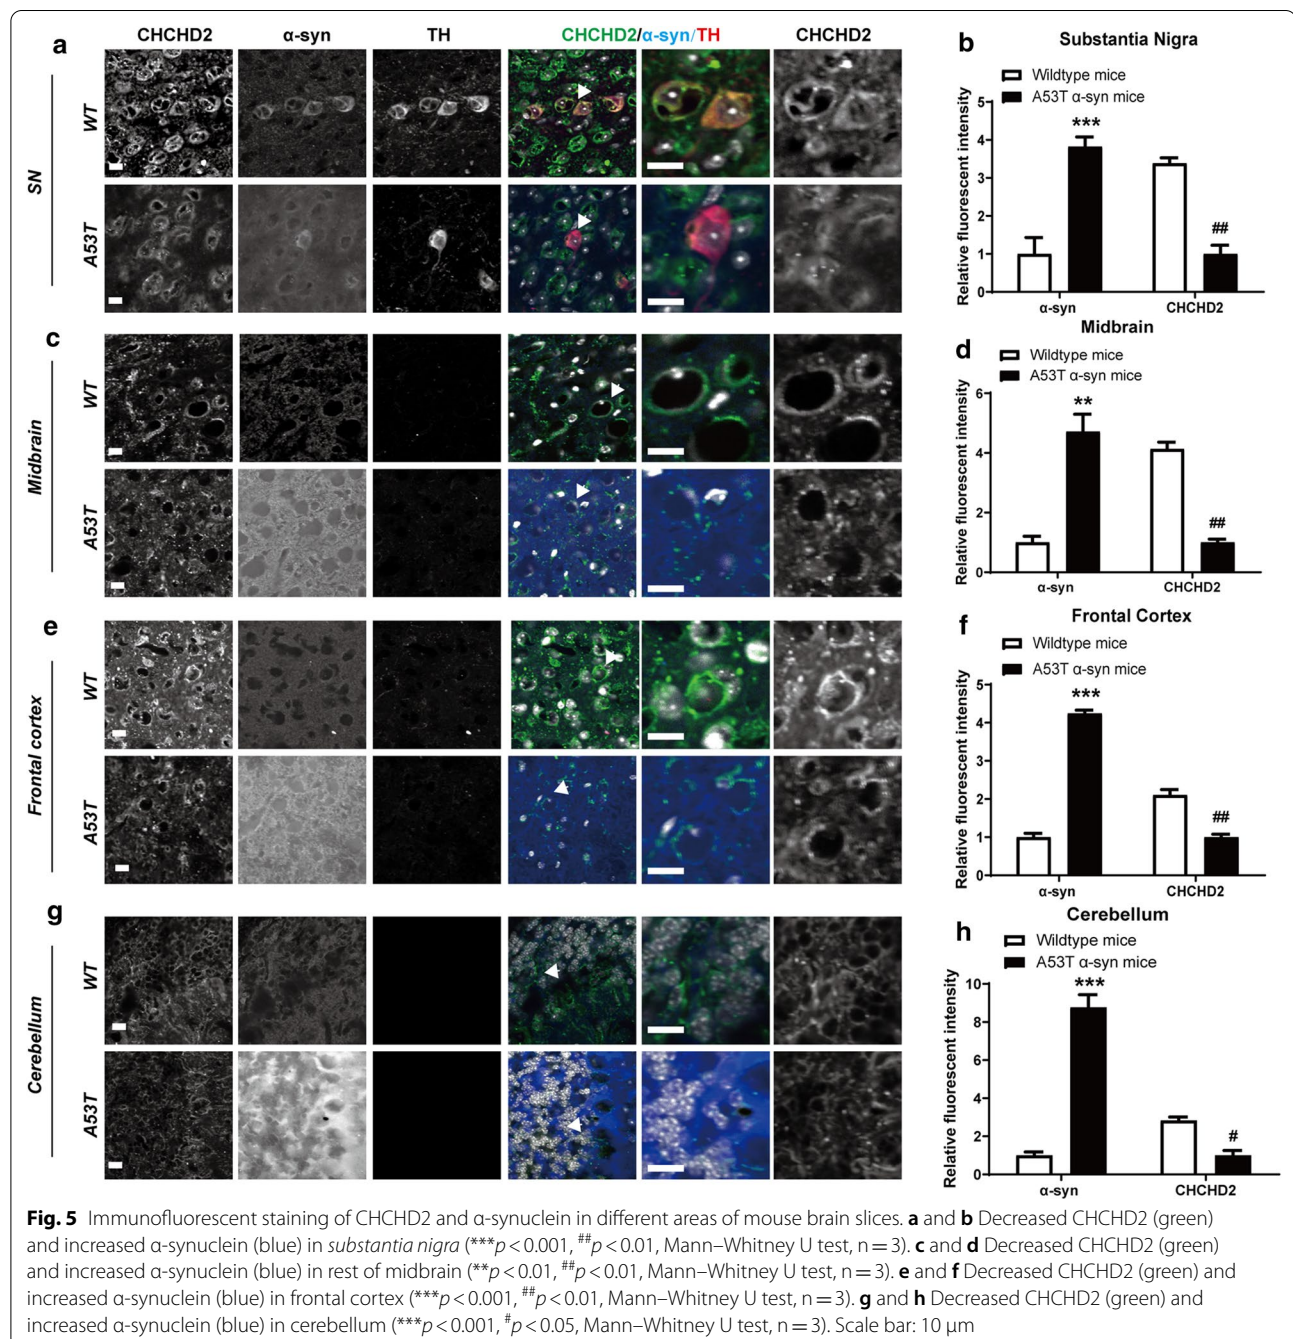 a CHCHD2 α-syn TH CHCHD2/α-syn/TH CHCHD2
SN
WT
A53T
b Substantia Nigra
Wildtype mice
A53T α-syn mice
Relative fluorescent intensity
5
4
3
2
1
0
***
##
α-syn CHCHD2
c
Midbrain
WT
A53T
d Midbrain
Wildtype mice
A53T α-syn mice
Relative fluorescent intensity
6
4
2
0
**
##
α-syn CHCHD2
e
Frontal cortex
WT
A53T
f Frontal Cortex
Wildtype mice
A53T α-syn mice
Relative fluorescent intensity
5
4
3
2
1
0
***
##
α-syn CHCHD2
g
Cerebellum
WT
A53T
h Cerebellum
Wildtype mice
A53T α-syn mice
Relative fluorescent intensity
10
8
6
4
2
0
***
#
α-syn CHCHD2
Fig. 5 Immunofluorescent staining of CHCHD2 and α-synuclein in different areas of mouse brain slices. a and b Decreased CHCHD2 (green)
and increased α-synuclein (blue) in substantia nigra (***p < 0.001, ##p < 0.01, Mann–Whitney U test, n = 3). c and d Decreased CHCHD2 (green)
and increased α-synuclein (blue) in rest of midbrain (**p < 0.01, ##p < 0.01, Mann–Whitney U test, n = 3). e and f Decreased CHCHD2 (green) and
increased α-synuclein (blue) in frontal cortex (***p < 0.001, ##p < 0.01, Mann–Whitney U test, n = 3). g and h Decreased CHCHD2 (green) and
increased α-synuclein (blue) in cerebellum (***p < 0.001, #p < 0.05, Mann–Whitney U test, n = 3). Scale bar: 10 μm